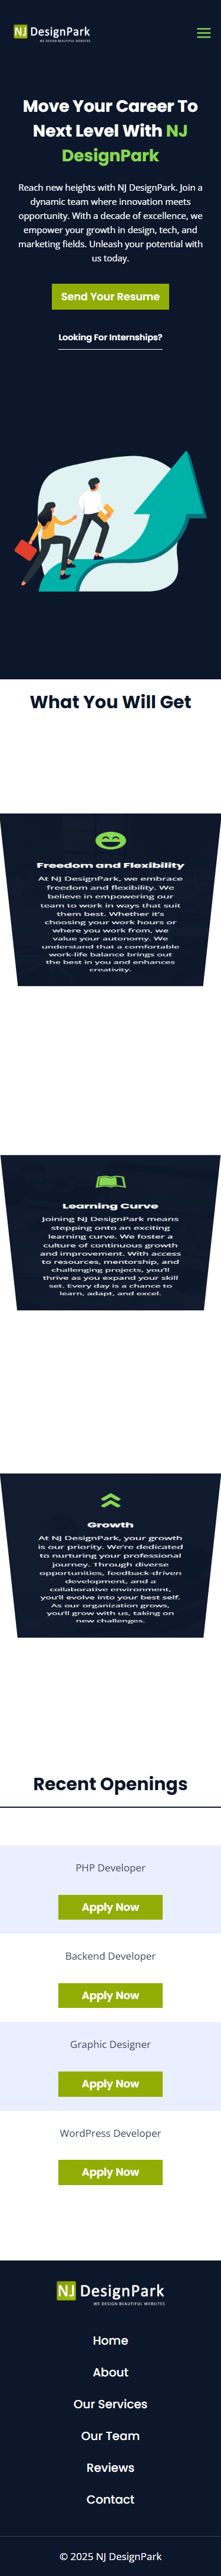 NJ DesignPark
WE DESIGN BEAUTIFUL WEBSITES
Move Your Career To
Next Level With NJ
DesignPark
Reach new heights with NJ DesignPark. Join a
dynamic team where innovation meets
opportunity. With a decade of excellence, we
empower your growth in design, tech, and
marketing fields. Unleash your potential with
us today.
Send Your Resume
Looking For Internships?
What You Will Get
Freedom and Flexibility
At NJ DesignPark, we embrace
freedom and flexibility. We
believe in empowering our
team to work in ways that suit
them best. Whether it's
choosing your work hours or
where you work from, we
value your autonomy. We
understand that a comfortable
work-life balance brings out
the best in you and enhances
creativity.
Learning Curve
Joining NJ DesignPark means
stepping onto an exciting
learning curve. We foster a
culture of continuous growth
and improvement. With access
to resources, mentorship, and
challenging projects, you'll
thrive as you expand your skill
set. Every day is a chance to
learn, adapt, and excel.
Growth
At NJ DesignPark, your growth
is our priority. We're dedicated
to nurturing your professional
journey. Through diverse
opportunities, feedback-driven
development, and a
collaborative environment,
you'll evolve into your best self.
As our organization grows,
you'll grow with us, taking on
new challenges.
Recent Openings
PHP Developer
Apply Now
Backend Developer
Apply Now
Graphic Designer
Apply Now
WordPress Developer
Apply Now
NJ DesignPark
WE DESIGN BEAUTIFUL WEBSITES
Home
About
Our Services
Our Team
Reviews
Contact
© 2025 NJ DesignPark